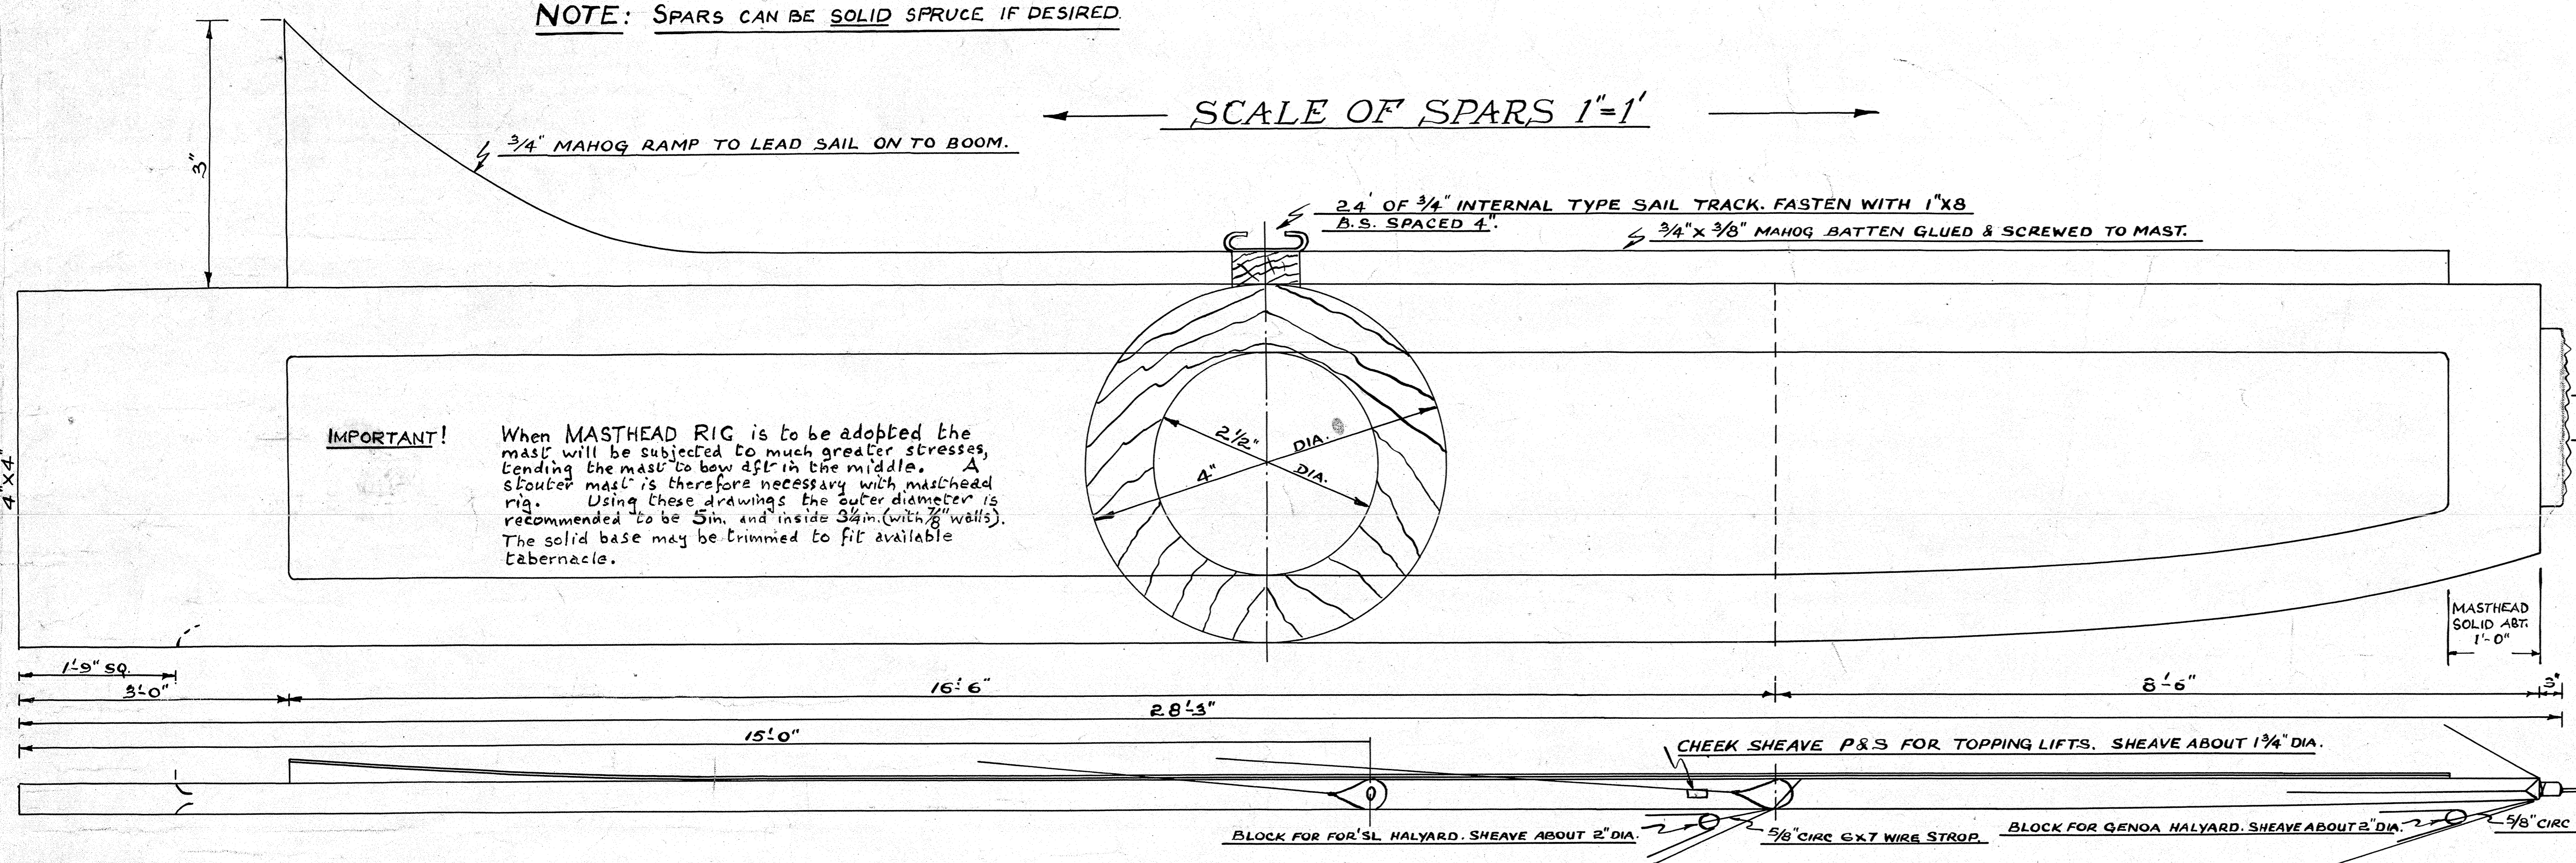 NOTE: SPARS CAN BE SOLID SPRUCE IF DESIRED.
SCALE OF SPARS 1"=1'
3"
3/4" MAHOG RAMP TO LEAD SAIL ON TO BOOM.
24' OF 3/4" INTERNAL TYPE SAIL TRACK. FASTEN WITH 1"X8
B.S. SPACED 4".
3/4" X 3/8" MAHOG BATTEN GLUED & SCREWED TO MAST.
4"X4"
IMPORTANT!
When MASTHEAD RIG is to be adopted the
mast will be subjected to much greater stresses,
tending the mast to bow aft in the middle. A
stouter mast is therefore necessary with masthead
rig. Using these drawings the outer diameter is
recommended to be 5in. and inside 3¼in. (with 7/8" walls).
The solid base may be trimmed to fit available
tabernacle.
2 1/2" DIA.
4" DIA.
MASTHEAD
SOLID ABT.
1'-0"
1'-9" SQ.
3'-0"
16'-6"
8'-6"
3"
28'-3"
15'-0"
CHEEK SHEAVE P&S FOR TOPPING LIFTS. SHEAVE ABOUT 1 3/4" DIA.
BLOCK FOR FOR'SL HALYARD. SHEAVE ABOUT 2" DIA.
5/8" CIRC 6X7 WIRE STROP.
BLOCK FOR GENOA HALYARD. SHEAVE ABOUT 2" DIA.
5/8" CIRC